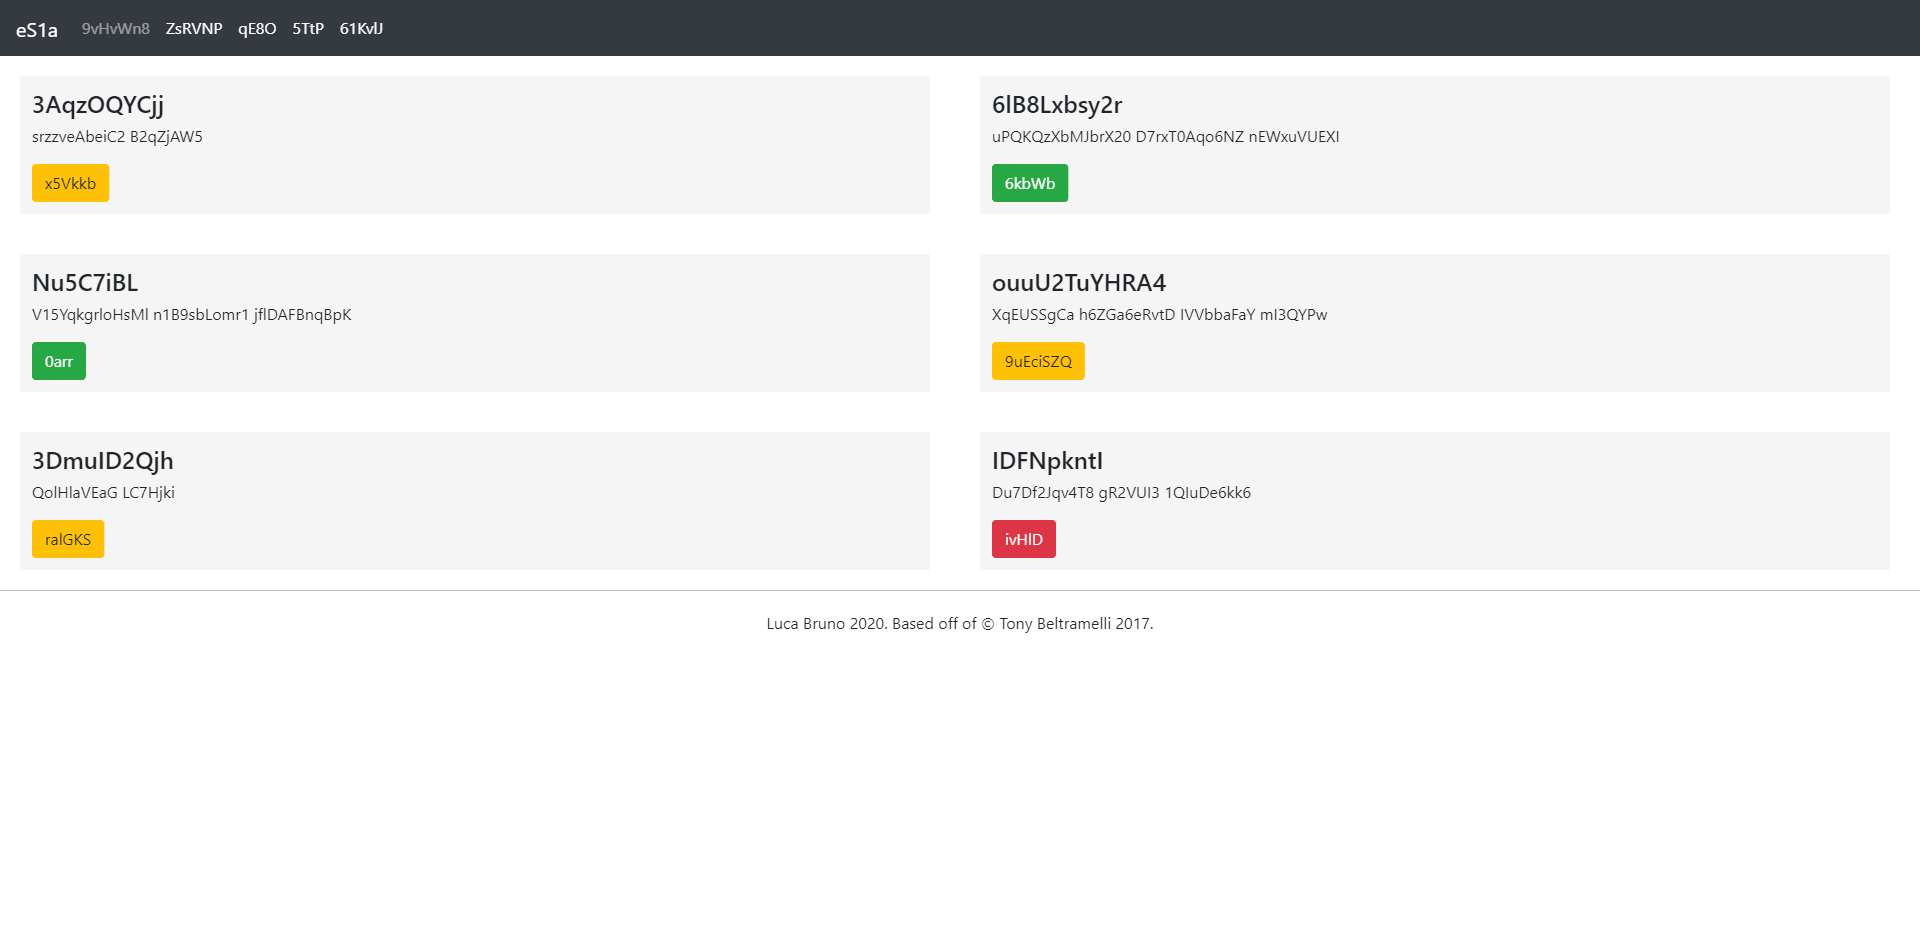 eS1a 9vHvWn8 ZsRVNP qE8O 5TtP 61KvlJ
3AqzOQYCjj
srzzveAbeiC2 B2qZjAW5
x5Vkkb
6lB8Lxbsy2r
uPQKQzXbMJbrX20 D7rxT0Aqo6NZ nEWxuVUEXI
6kbWb
Nu5C7iBL
V15YqkgrloHsMl n1B9sbLomr1 jflDAFBnqBpK
0arr
ouuU2TuYHRA4
XqEUSSgCa h6ZGa6eRvtD IVVbbaFaY mI3QYPw
9uEciSZQ
3DmuID2Qjh
QolHlaVEaG LC7Hjki
ralGKS
IDFNpkntI
Du7Df2Jqv4T8 gR2VUI3 1QIuDe6kk6
ivHlD
Luca Bruno 2020. Based off of © Tony Beltramelli 2017.